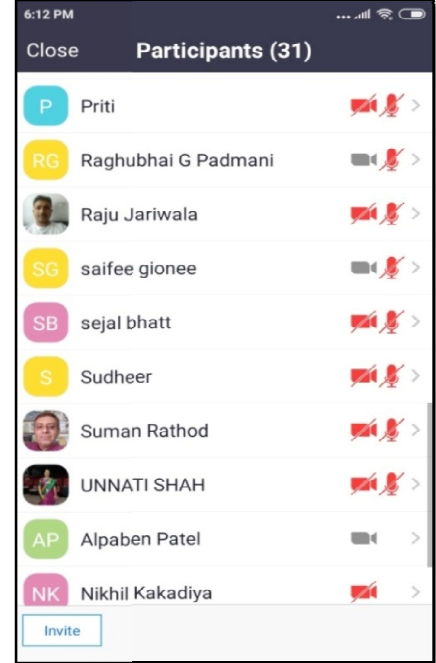 6:12 PM
Close Participants (31)
P Priti
RG Raghubhai G Padmani
Raju Jariwala
SG saifee gionee
SB sejal bhatt
S Sudheer
Suman Rathod
UNNATI SHAH
AP Alpaben Patel
NK Nikhil Kakadiya
Invite